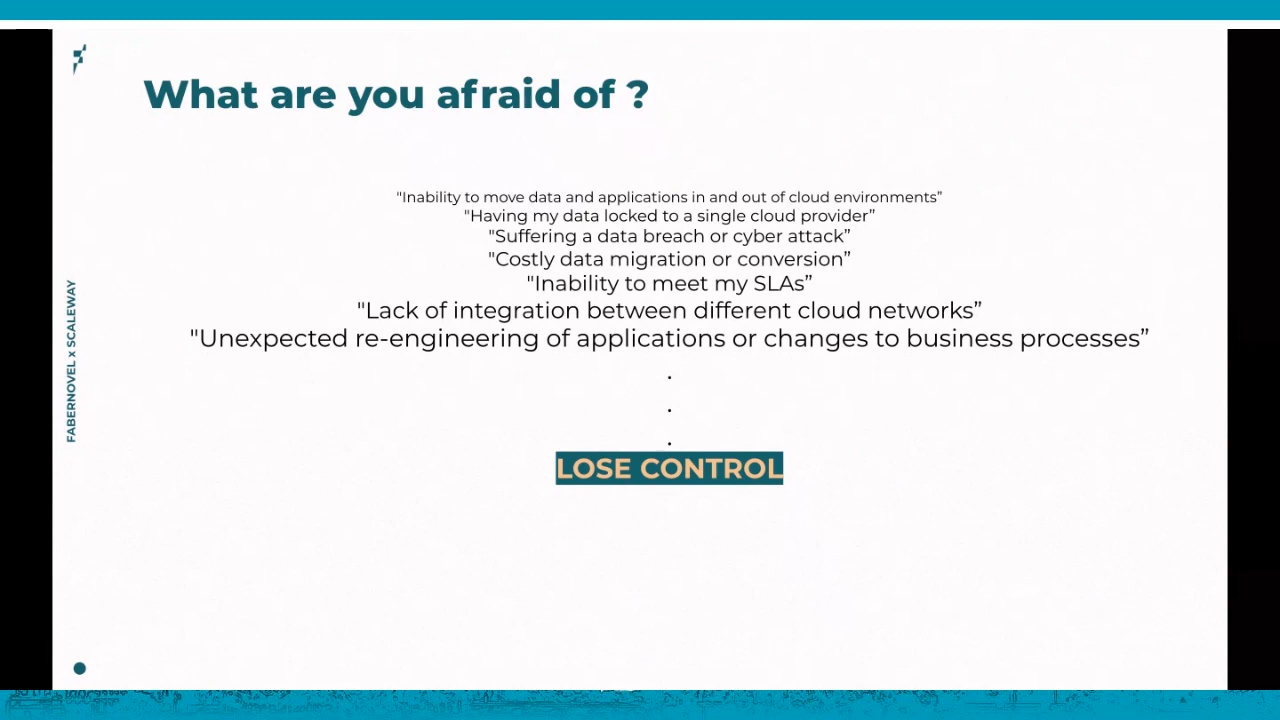 What are you afraid of ?
"Inability to move data and applications in and out of cloud environments”
"Having my data locked to a single cloud provider”
"Suffering a data breach or cyber attack”
"Costly data migration or conversion”
"Inability to meet my SLAs”
"Lack of integration between different cloud networks”
"Unexpected re-engineering of applications or changes to business processes”
.
.
.
LOSE CONTROL
FABERNOVEL x SCALEWAY